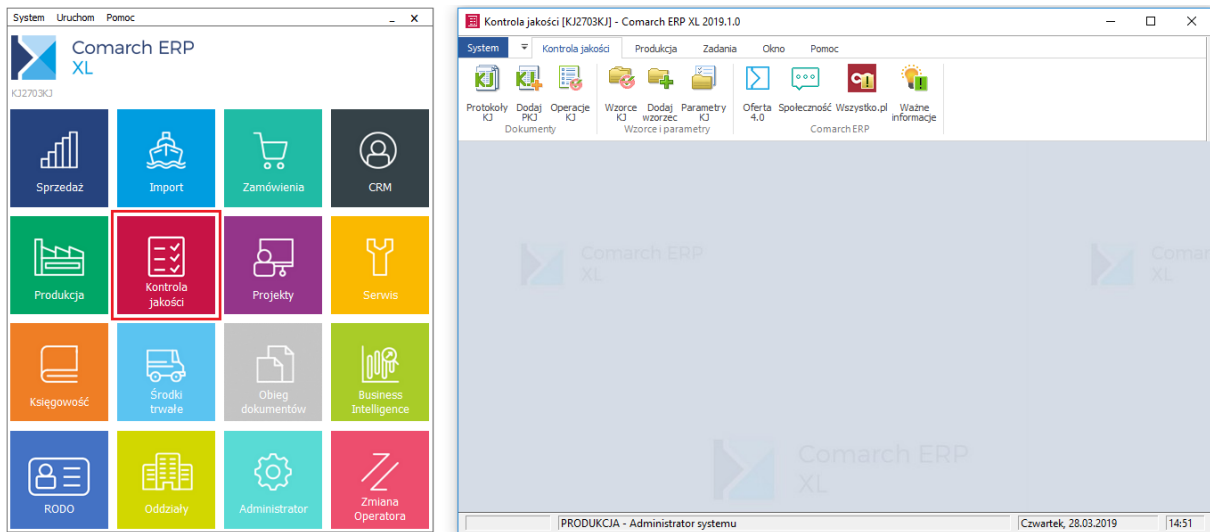 System Uruchom Pomoc _ X
Comarch ERP
XL
KJ2703KJ
Sprzedaż Import Zamówienia CRM
Produkcja Kontrola jakości Projekty Serwis
Księgowość Środki trwałe Obieg dokumentów Business Intelligence
RODO Oddziały Administrator Zmiana Operatora
Kontrola jakości [KJ2703KJ] - Comarch ERP XL 2019.1.0
System Kontrola jakości Produkcja Zadania Okno Pomoc
Protokoły KJ Dodaj PKJ Operacje KJ Wzorce KJ Dodaj wzorzec Parametry KJ Oferta 4.0 Społeczność Wszystko.pl Ważne informacje
Dokumenty Wzorce i parametry Comarch ERP
Comarch ERP
XL
Comar
XL
Comarch ERP
XL
PRODUKCJA - Administrator systemu Czwartek, 28.03.2019 14:51